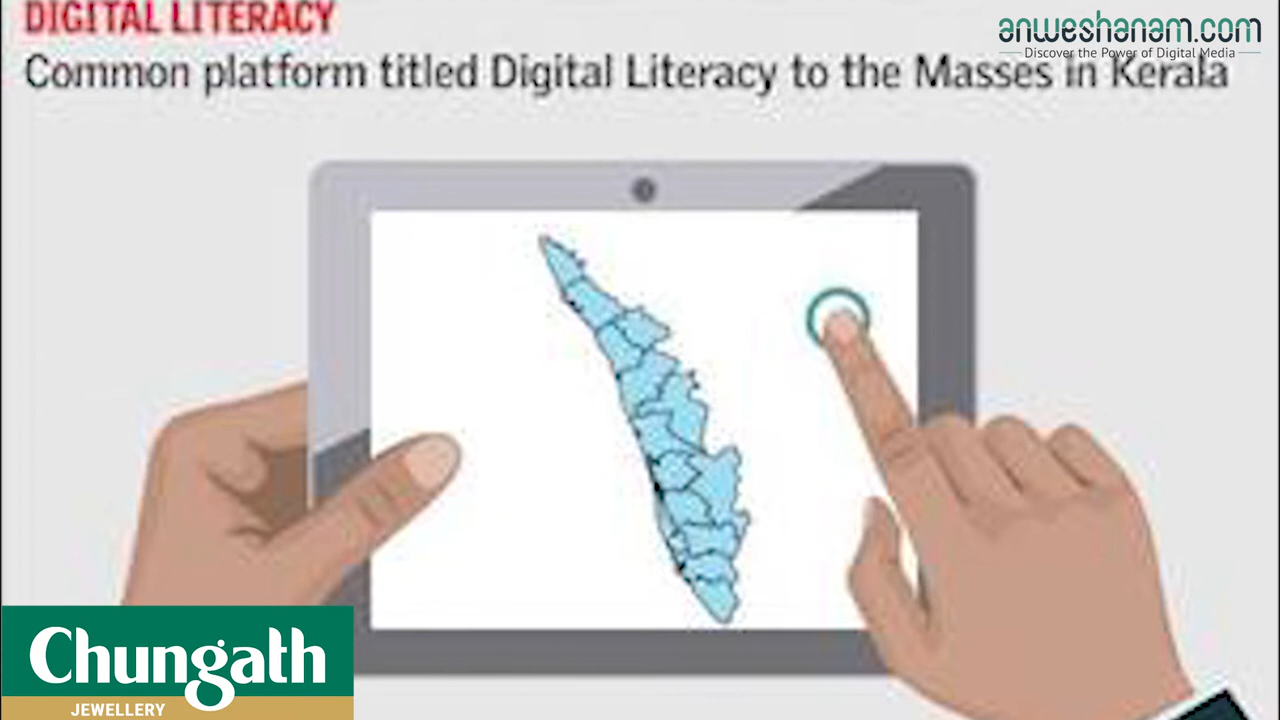 DIGITAL LITERACY
anweshanam.com
Discover the Power of Digital Media
Common platform titled Digital Literacy to the Masses in Kerala
Chungath
JEWELLERY